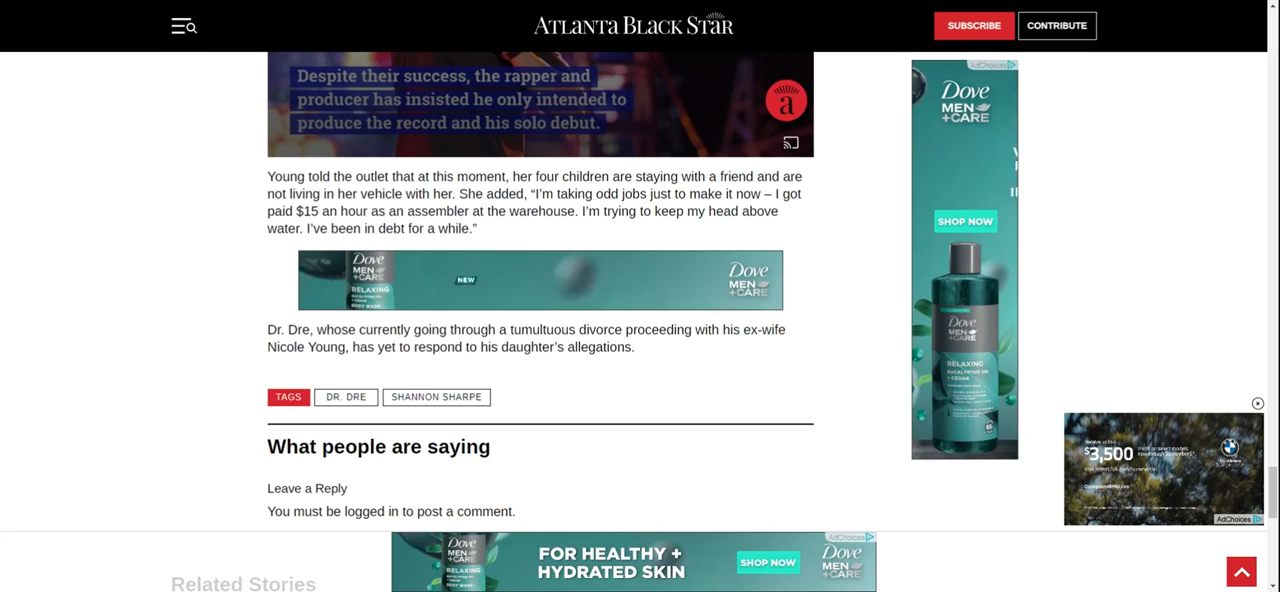 ATLANTA BLACK STAR
SUBSCRIBE
CONTRIBUTE
Despite their success, the rapper and
producer has insisted he only intended to
produce the record and his solo debut.
a
Young told the outlet that at this moment, her four children are staying with a friend and are
not living in her vehicle with her. She added, “I’m taking odd jobs just to make it now – I got
paid $15 an hour as an assembler at the warehouse. I’m trying to keep my head above
water. I’ve been in debt for a while.”
Dove
MEN
+CARE
RELAXING
NEW
Dove
MEN
+CARE
Dr. Dre, whose currently going through a tumultuous divorce proceeding with his ex-wife
Nicole Young, has yet to respond to his daughter’s allegations.
TAGS
DR. DRE
SHANNON SHARPE
What people are saying
Leave a Reply
You must be logged in to post a comment.
Related Stories
AdChoices
Dove
MEN
+CARE
SHOP NOW
Dove
MEN
+CARE
RELAXING
EUCALYPTUS OIL
+ CEDAR
$3,500
AdChoices
Dove
MEN
+CARE
RELAXING
FOR HEALTHY +
HYDRATED SKIN
SHOP NOW
AdChoices
Dove
MEN
+CARE